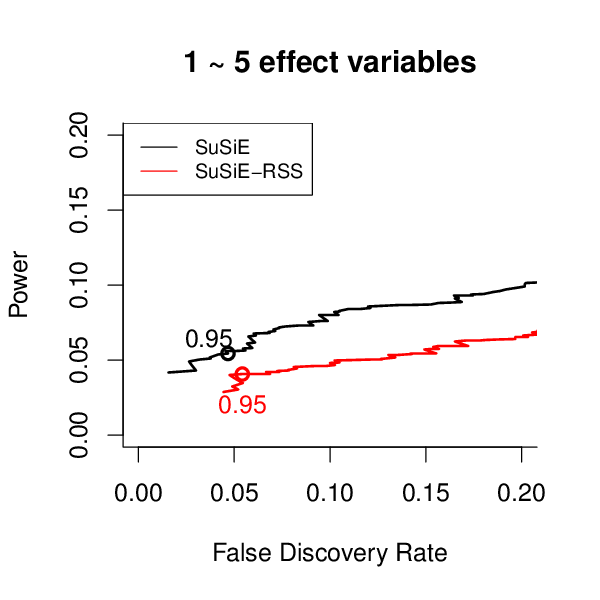 1 ~ 5 effect variables
SuSiE
SuSiE−RSS
Power
0.20
0.15
0.10
0.05
0.00
0.95
0.95
0.00 0.05 0.10 0.15 0.20
False Discovery Rate